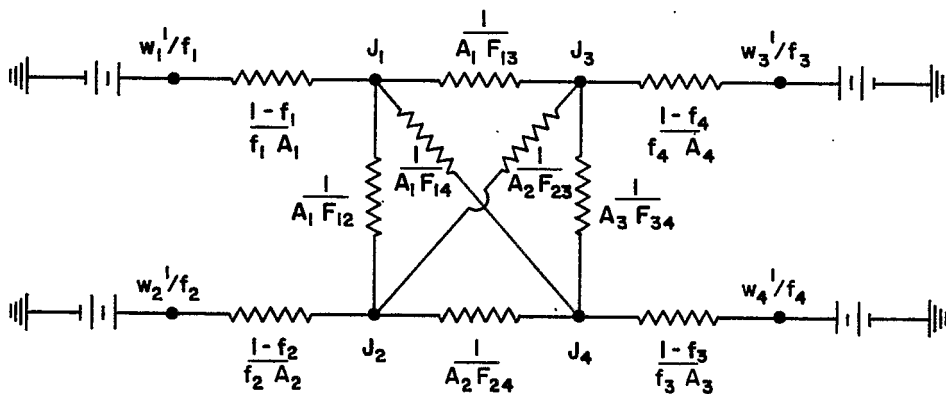 w₁'/f₁
J₁
1
A₁ F₁₃
J₃
w₃'/f₃
1 - f₁
f₁ A₁
1 - f₄
f₄ A₄
1
A₁ F₁₄
1
A₂ F₂₃
1
A₁ F₁₂
1
A₃ F₃₄
w₂'/f₂
w₄'/f₄
1 - f₂
f₂ A₂
J₂
1
A₂ F₂₄
J₄
1 - f₃
f₃ A₃